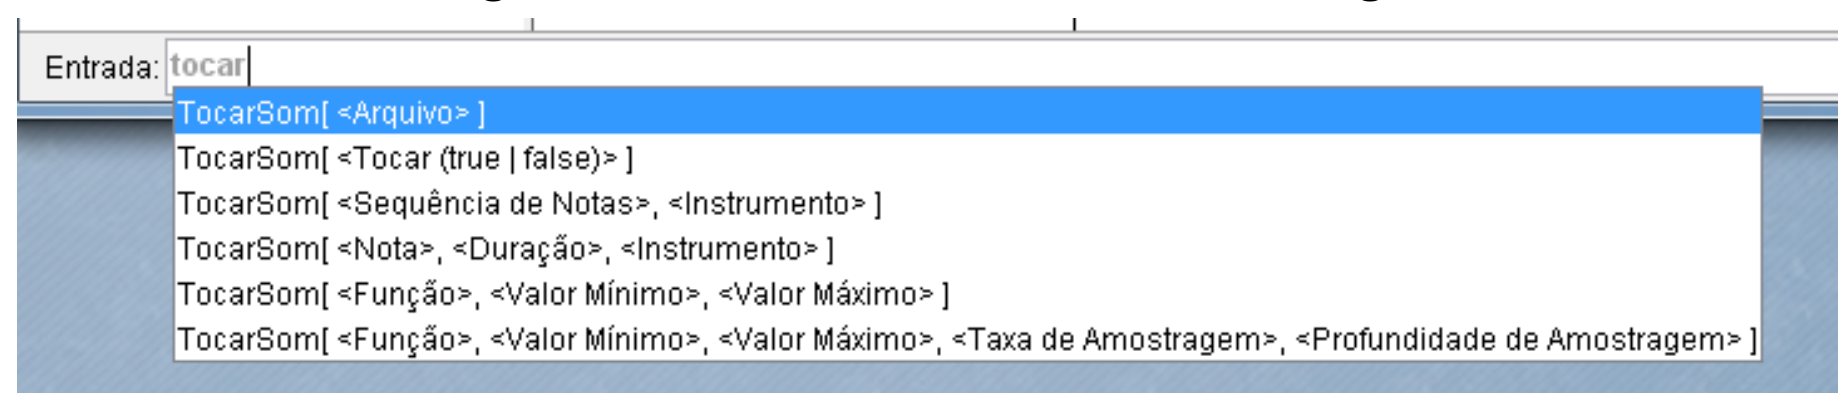 Entrada: tocar
TocarSom[ <Arquivo> ]
TocarSom[ <Tocar (true | false)> ]
TocarSom[ <Sequência de Notas>, <Instrumento> ]
TocarSom[ <Nota>, <Duração>, <Instrumento> ]
TocarSom[ <Função>, <Valor Mínimo>, <Valor Máximo> ]
TocarSom[ <Função>, <Valor Mínimo>, <Valor Máximo>, <Taxa de Amostragem>, <Profundidade de Amostragem> ]